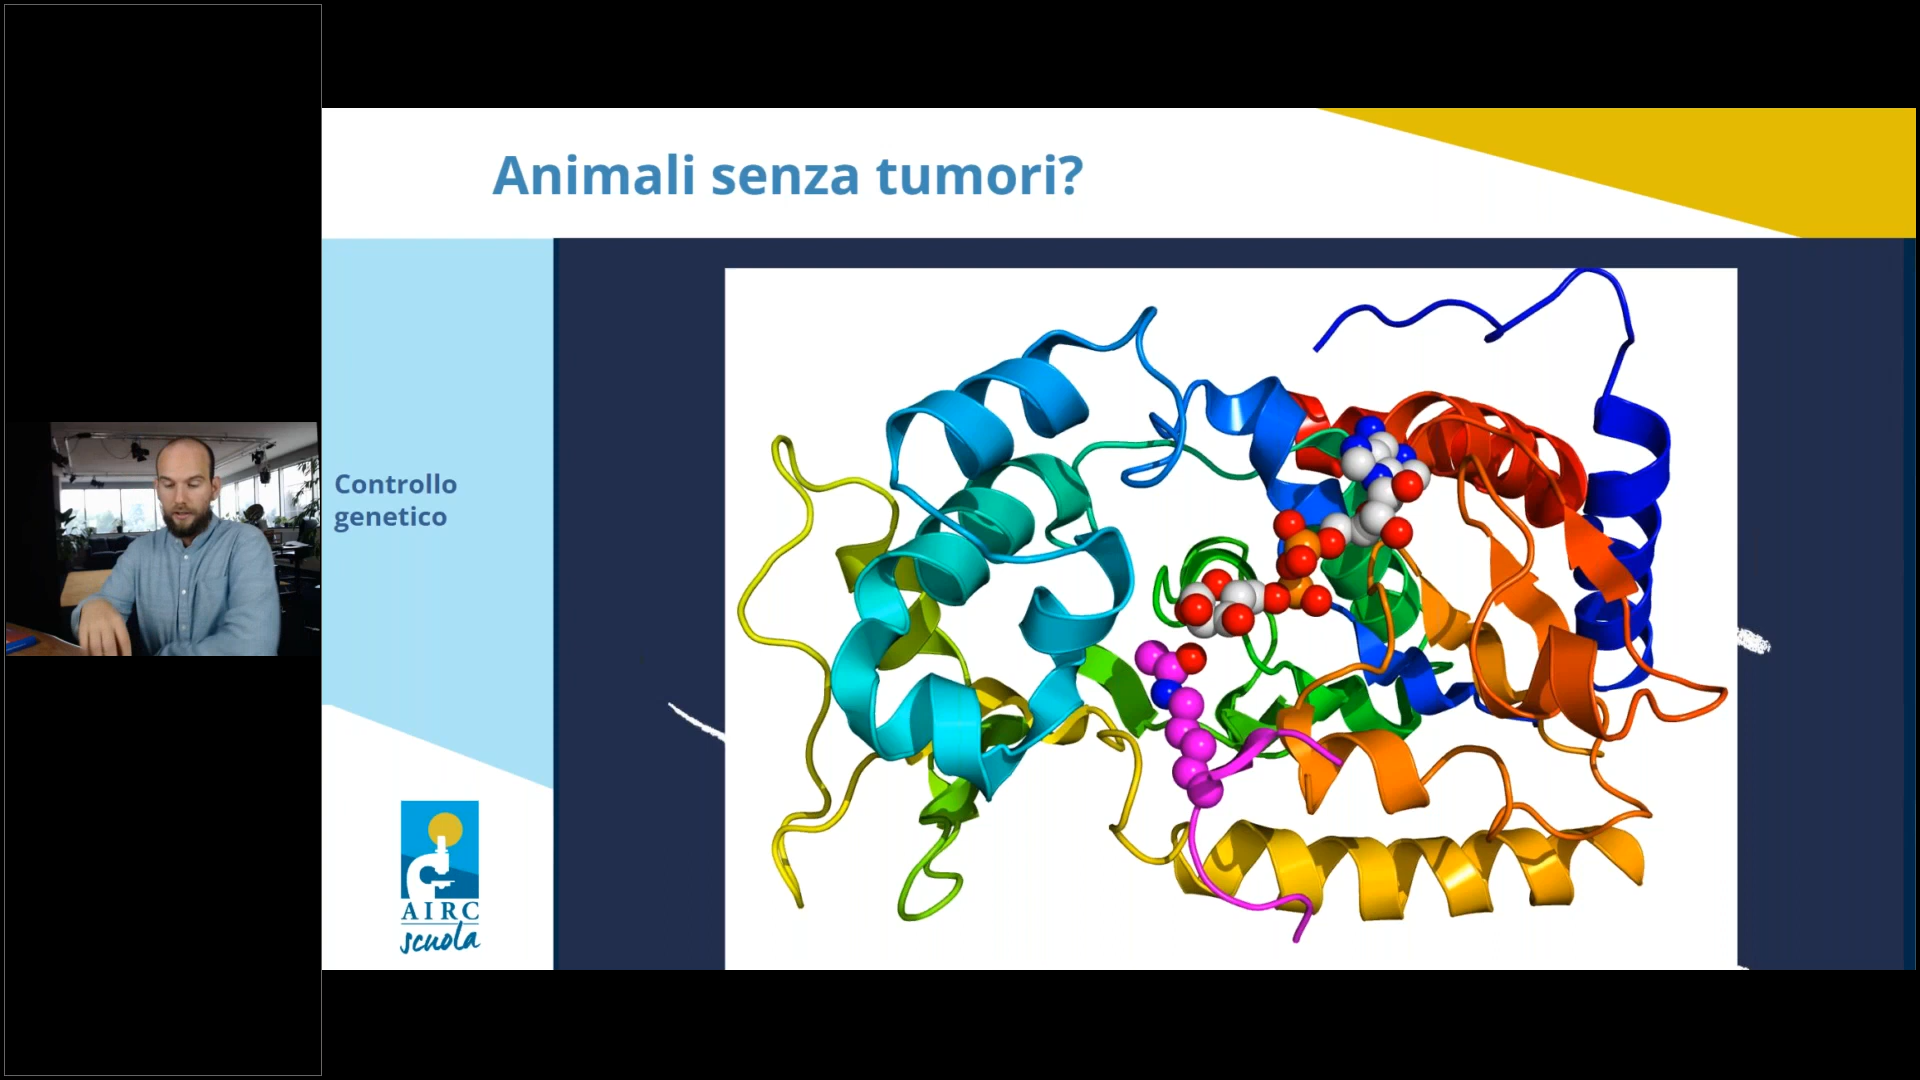 Animali senza tumori?
Controllo
genetico
AIRC
scuola